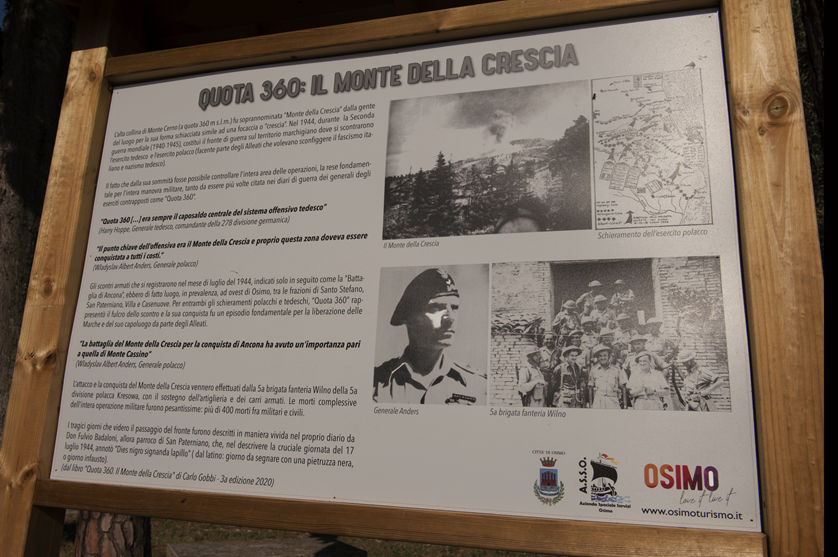 QUOTA 360: IL MONTE DELLA CRESCIA
L'alta collina di Monte Cerno (a quota 360 m s.l.m.) fu soprannominata "Monte della Crescia" dalla gente
del luogo per la sua forma schiacciata simile ad una focaccia o "crescia". Nel 1944, durante la Seconda
guerra mondiale (1940-1945), costituì il fronte di guerra sul territorio marchigiano dove si scontrarono
l'esercito tedesco e l'esercito polacco (facente parte degli Alleati che volevano sconfiggere il fascismo ita-
liano e nazismo tedesco).
Il fatto che dalla sua sommità fosse possibile controllare l'intera area delle operazioni, la rese fondamen-
tale per l'intera manovra militare, tanto da essere più volte citata nei diari di guerra dei generali degli
eserciti contrapposti come "Quota 360".
"Quota 360 [...] era sempre il caposaldo centrale del sistema offensivo tedesco"
(Harry Hoppe, Generale tedesco, comandante della 278 divisione germanica)
"Il punto chiave dell'offensiva era il Monte della Crescia e proprio questa zona doveva essere
conquistata a tutti i costi."
(Wladyslav Albert Anders, Generale polacco)
Gli scontri armati che si registrarono nel mese di luglio del 1944, indicati solo in seguito come la "Batta-
glia di Ancona", ebbero di fatto luogo, in prevalenza, ad ovest di Osimo, tra le frazioni di Santo Stefano,
San Paterniano, Villa e Casenuove. Per entrambi gli schieramenti polacchi e tedeschi, "Quota 360" rap-
presentò il fulcro dello scontro e la sua conquista fu un episodio fondamentale per la liberazione delle
Marche e del suo capoluogo da parte degli Alleati.
"La battaglia del Monte della Crescia per la conquista di Ancona ha avuto un'importanza pari
a quella di Monte Cassino"
(Wladyslav Albert Anders, Generale polacco)
L'attacco e la conquista del Monte della Crescia vennero effettuati dalla 5a brigata fanteria Wilno della 5a
divisione polacca Kresowa, con il sostegno dell'artiglieria e dei carri armati. Le morti complessive
dell'intera operazione militare furono pesantissime: più di 400 morti fra militari e civili.
I tragici giorni che videro il passaggio del fronte furono descritti in maniera vivida nel proprio diario da
Don Fulvio Badaloni, allora parroco di San Paterniano, che, nel descrivere la cruciale giornata del 17
luglio 1944, annotò "Dies nigro signanda lapillo" ( dal latino: giorno da segnare con una pietruzza nera,
o giorno infausto).
(dal libro "Quota 360. Il Monte della Crescia" di Carlo Gobbi - 3a edizione 2020)
Il Monte della Crescia
Schieramento dell'esercito polacco
Generale Anders
5a brigata fanteria Wilno
CITTA' DI OSIMO
A.S.S.O.
Azienda Speciale Servizi
Osimo
OSIMO
love it live it
www.osimoturismo.it